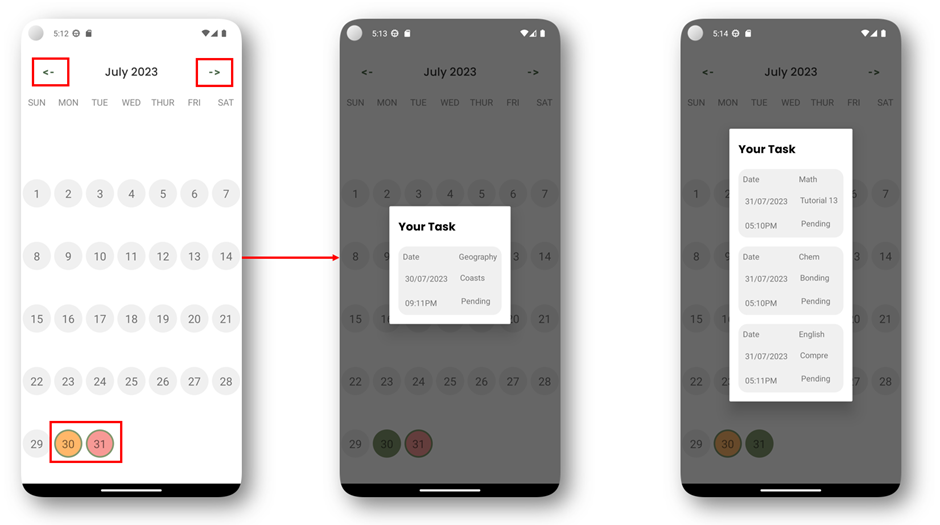 5:12
<- July 2023 ->
SUN MON TUE WED THUR FRI SAT
1 2 3 4 5 6 7
8 9 10 11 12 13 14
15 16 17 18 19 20 21
22 23 24 25 26 27 28
29 30 31
5:13
<- July 2023 ->
SUN MON TUE WED THUR FRI SAT
1 2 3 4 5 6 7
8 9 13 14
Your Task
Date Geography
30/07/2023 Coasts
09:11PM Pending
15 1 20 21
22 23 24 25 26 27 28
29 30 31
5:14
<- July 2023 ->
SUN MON TUE WED THUR FRI SAT
Your Task
Date Math
31/07/2023 Tutorial 13
05:10PM Pending
Date Chem
31/07/2023 Bonding
05:10PM Pending
Date English
31/07/2023 Compre
05:11PM Pending
1 2 7
8 14
15 21
22 28
29 30 31